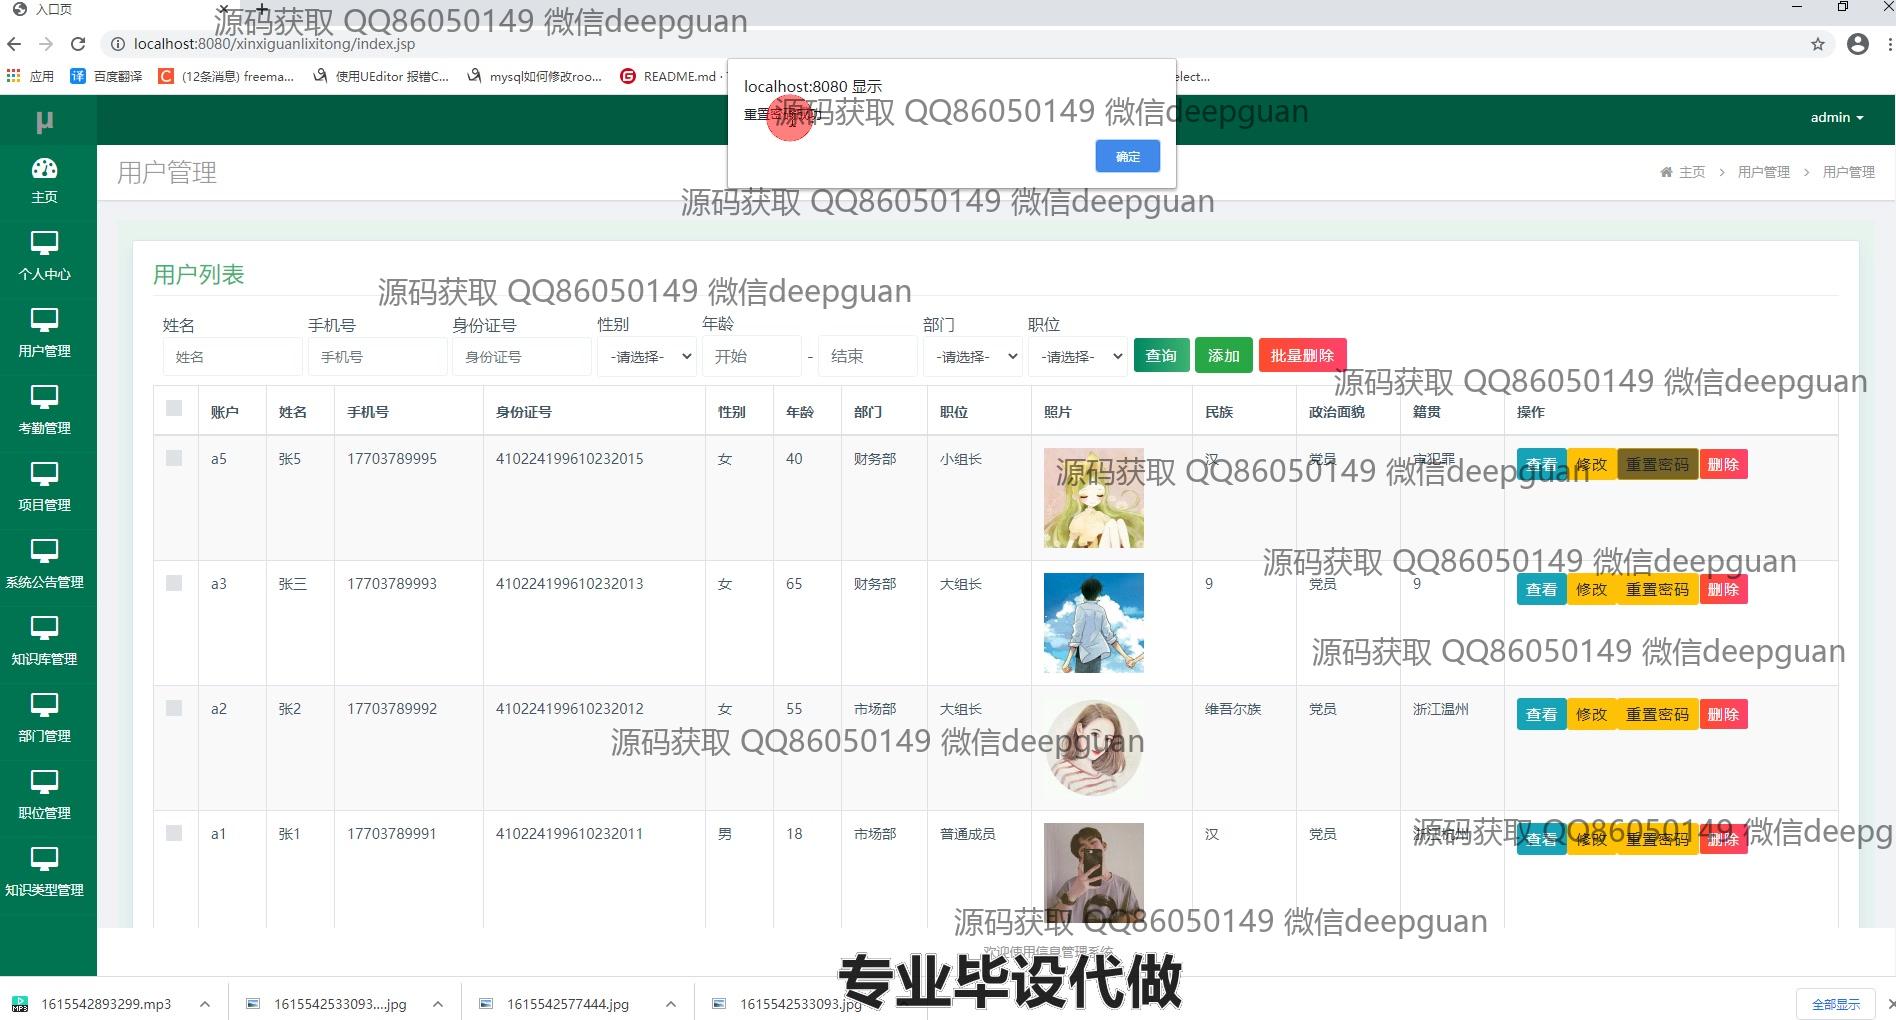 入口页
源码获取 QQ86050149 微信deepguan
localhost:8080/xinxiguanlixitong/index.jsp
应用 百度翻译 (12条消息) freema... 使用UEditor 报错C... mysql如何修改roo... README.md · elect...
localhost:8080 显示
源码获取 QQ86050149 微信deepguan
重置
确定
μ
admin
用户管理
主页 > 用户管理 > 用户管理
源码获取 QQ86050149 微信deepguan
主页
个人中心
用户管理
考勤管理
项目管理
系统公告管理
知识库管理
部门管理
职位管理
知识类型管理
用户列表
源码获取 QQ86050149 微信deepguan
姓名 手机号 身份证号 性别 年龄 部门 职位
姓名 手机号 身份证号 -请选择- 开始 - 结束 -请选择- -请选择- 查询 添加 批量删除
源码获取 QQ86050149 微信deepguan
账户 姓名 手机号 身份证号 性别 年龄 部门 职位 照片 民族 政治面貌 籍贯 操作
a5 张5 17703789995 410224199610232015 女 40 财务部 小组长 汉 党员 查看 修改 重置密码 删除
源码获取 QQ86050149 微信deepguan
源码获取 QQ86050149 微信deepguan
a3 张三 17703789993 410224199610232013 女 65 财务部 大组长 9 党员 9 查看 修改 重置密码 删除
源码获取 QQ86050149 微信deepguan
a2 张2 17703789992 410224199610232012 女 55 市场部 大组长 维吾尔族 党员 浙江温州 查看 修改 重置密码 删除
源码获取 QQ86050149 微信deepguan
a1 张1 17703789991 410224199610232011 男 18 市场部 普通成员 汉 党员 浙江杭州 查看 修改 重置密码 删除
源码获取 QQ86050149 微信deepg
源码获取 QQ86050149 微信deepguan
欢迎使用信息管理系统
专业毕设代做
1615542893299.mp3 1615542533093....jpg 1615542577444.jpg 1615542533093.jpg 全部显示